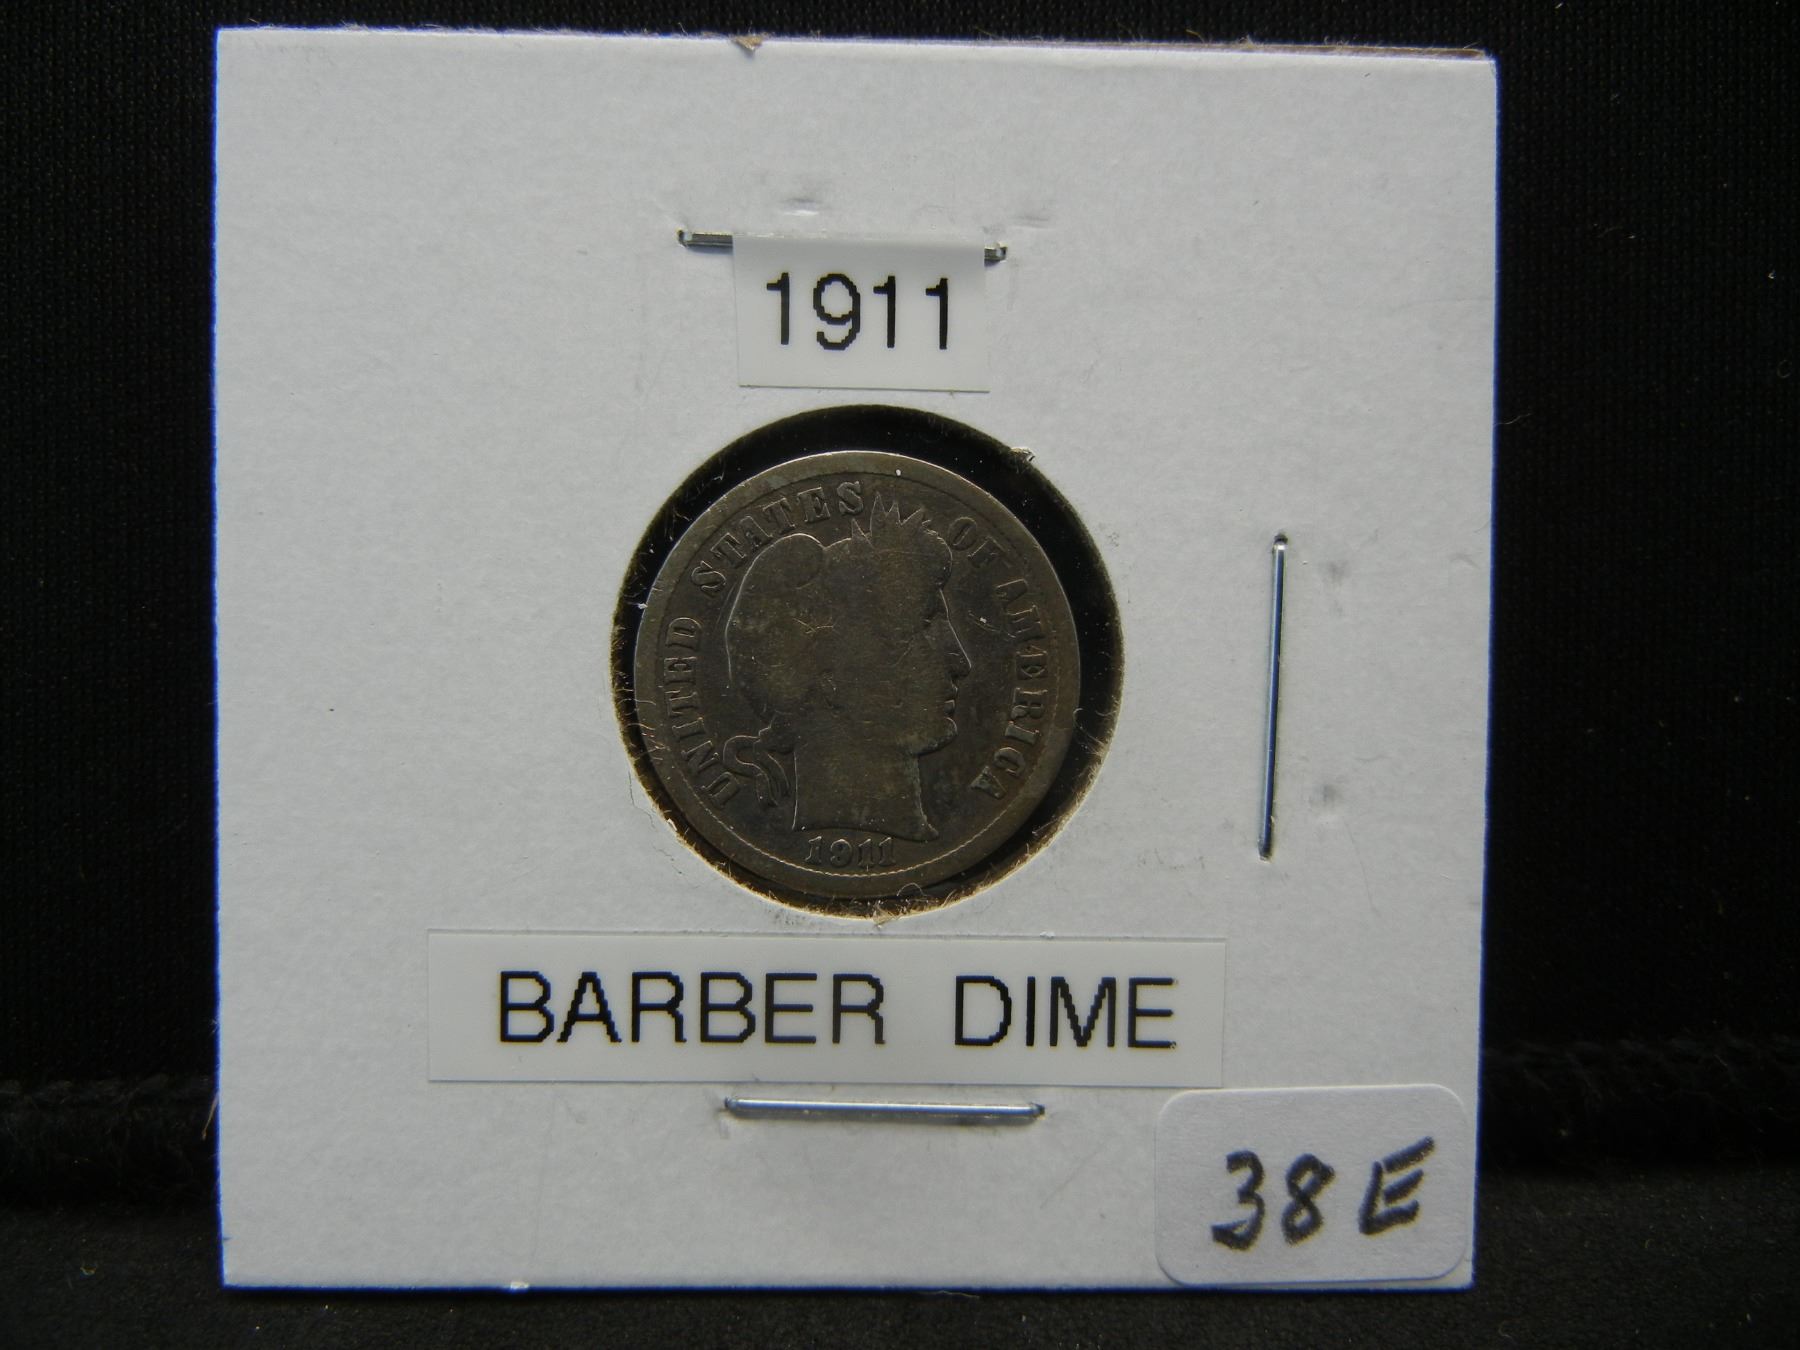 1911
UNITED STATES OF AMERICA
1911
BARBER DIME
38E